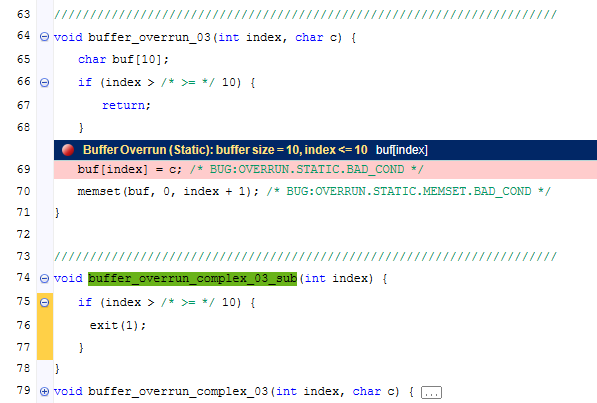 63 ////////////////////////////////////////////////////////////////////////
64 void buffer_overrun_03(int index, char c) {
65 char buf[10];
66 if (index > /* >= */ 10) {
67 return;
68 }
Buffer Overrun (Static): buffer size = 10, index <= 10 buf[index]
69 buf[index] = c; /* BUG:OVERRUN.STATIC.BAD_COND */
70 memset(buf, 0, index + 1); /* BUG:OVERRUN.STATIC.MEMSET.BAD_COND */
71 }
72
73 ////////////////////////////////////////////////////////////////////////
74 void buffer_overrun_complex_03_sub(int index) {
75 if (index > /* >= */ 10) {
76 exit(1);
77 }
78 }
79 void buffer_overrun_complex_03(int index, char c) { ...